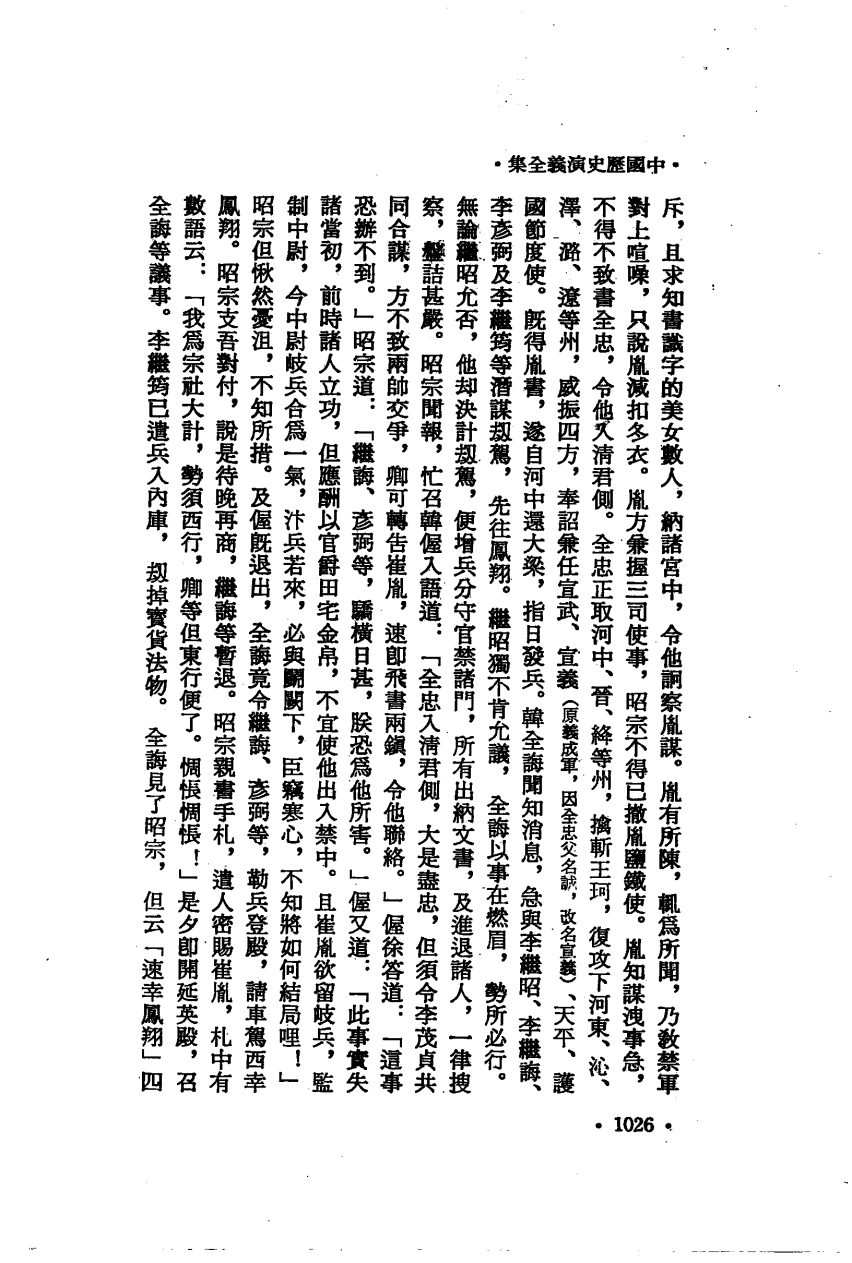 •中國歷史演義全集•
斥，且求知書識字的美女數人，納諸宮中，令他詗察胤謀。胤有所陳，輒爲所聞，乃敎禁軍
對上喧噪，只說胤減扣冬衣。胤方兼握三司使事，昭宗不得已撤胤鹽鐵使。胤知謀洩事急，
不得不致書全忠，令他入清君側。全忠正取河中、晉、絳等州，擒斬王珂，復攻下河東、沁、
澤、潞、遼等州，威振四方，奉詔兼任宣武、宣義（原義成軍，因全忠父名誠，改名宣義）、天平、護
國節度使。旣得胤書，遂自河中還大梁，指日發兵。韓全誨聞知消息，急與李繼昭、李繼誨、
李彥弼及李繼筠等潛謀刼駕，先往鳳翔。繼昭獨不肯允議，全誨以事在燃眉，勢所必行。
無論繼昭允否，他却決計刼駕，便增兵分守官禁諸門，所有出納文書，及進退諸人，一律搜
察，盤詰甚嚴。昭宗聞報，忙召韓偓入語道：「全忠入淸君側，大是盡忠，但須令李茂貞共
同合謀，方不致兩帥交爭，卿可轉告崔胤，速卽飛書兩鎭，令他聯絡。」偓徐答道：「這事
恐辦不到。」昭宗道：「繼誨、彥弼等，驕橫日甚，朕恐爲他所害。」偓又道：「此事實失
諸當初，前時諸人立功，但應酬以官爵田宅金帛，不宜使他出入禁中。且崔胤欲留岐兵，監
制中尉，今中尉岐兵合爲一氣，汴兵若來，必與鬬闕下，臣竊寒心，不知將如何結局哩！」
昭宗但愀然憂沮，不知所措。及偓旣退出，全誨竟令繼誨、彥弼等，勒兵登殿，請車駕西幸
鳳翔。昭宗支吾對付，說是待晚再商，繼誨等暫退。昭宗親書手札，遣人密賜崔胤，札中有
數語云：「我爲宗社大計，勢須西行，卿等但東行便了。惆悵惆悵！」是夕卽開延英殿，召
全誨等議事。李繼筠已遣兵入內庫，刼掉寶貨法物。全誨見了昭宗，但云「速幸鳳翔」四
•1026•